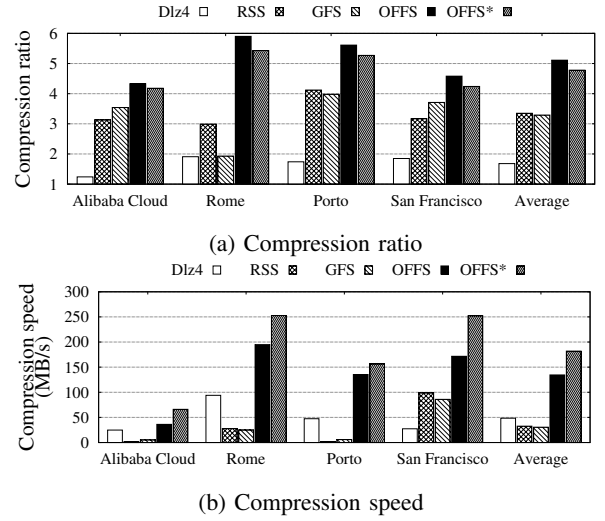 Dlz4 RSS GFS OFFS OFFS*
6
5
4
3
2
1
Compression ratio
Alibaba Cloud Rome Porto San Francisco Average
(a) Compression ratio
Dlz4 RSS GFS OFFS OFFS*
300
250
200
150
100
50
0
Compression speed
(MB/s)
Alibaba Cloud Rome Porto San Francisco Average
(b) Compression speed